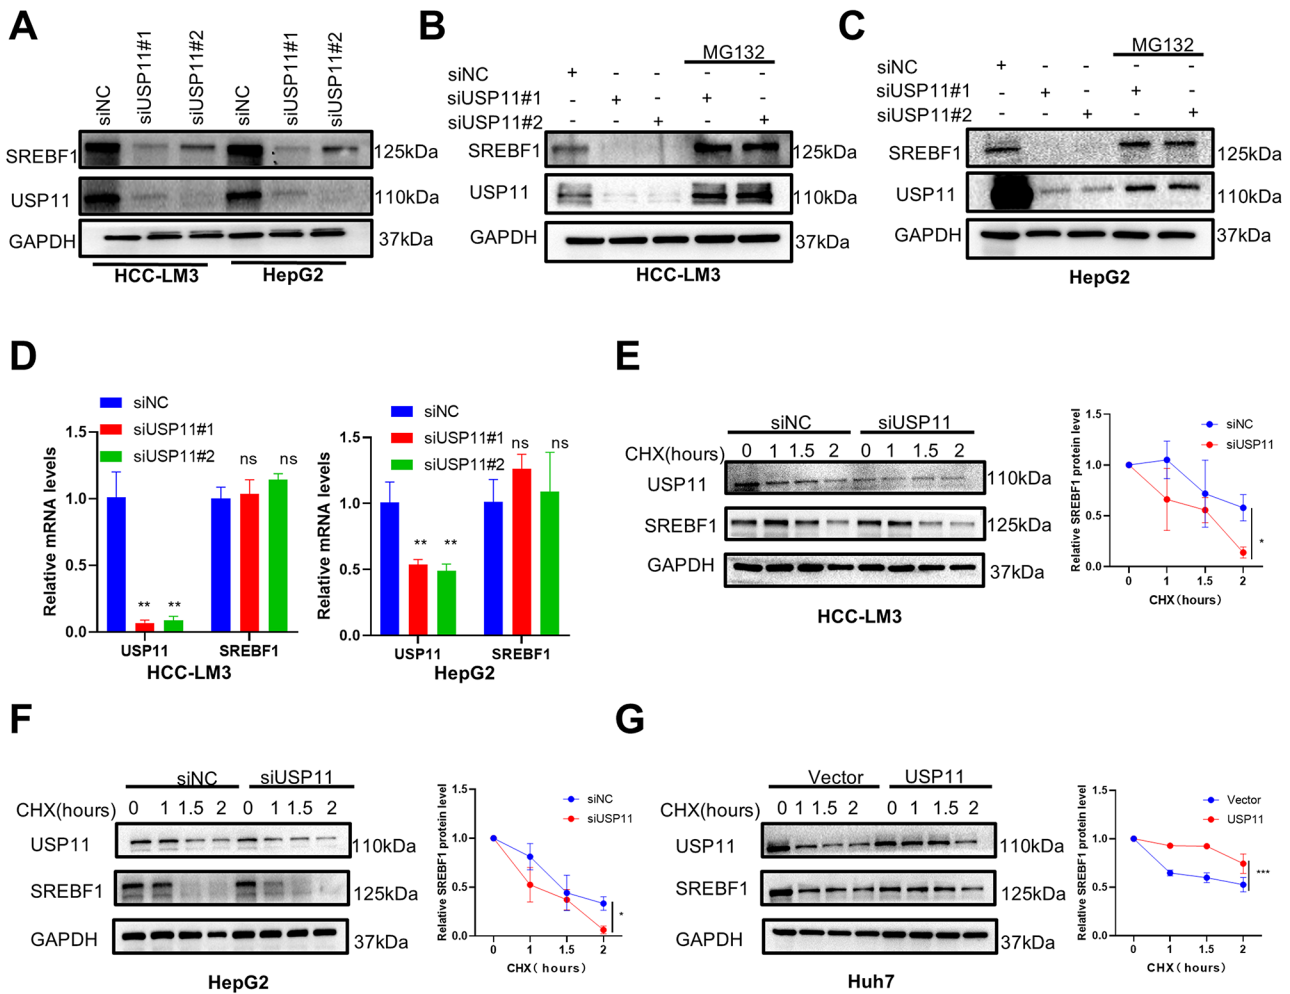 A
siNC
siUSP11#1
siUSP11#2
siNC
siUSP11#1
siUSP11#2
SREBF1
125kDa
USP11
110kDa
GAPDH
37kDa
HCC-LM3
HepG2
B
MG132
siNC + - - - -
siUSP11#1 - + - + -
siUSP11#2 - - + - +
SREBF1
125kDa
USP11
110kDa
GAPDH
37kDa
HCC-LM3
C
MG132
siNC + - - - -
siUSP11#1 - + - + -
siUSP11#2 - - + - +
SREBF1
125kDa
USP11
110kDa
GAPDH
37kDa
HepG2
D
siNC
siUSP11#1
siUSP11#2
Relative mRNA levels
1.5
1.0
0.5
0.0
** **
ns ns
USP11 SREBF1
HCC-LM3
siNC
siUSP11#1
siUSP11#2
Relative mRNA levels
1.5
1.0
0.5
0.0
** **
ns ns
USP11 SREBF1
HepG2
E
siNC siUSP11
CHX(hours) 0 1 1.5 2 0 1 1.5 2
USP11
110kDa
SREBF1
125kDa
GAPDH
37kDa
HCC-LM3
Relative SREBF1 protein level
1.5
1.0
0.5
0.0
siNC
siUSP11
*
0 1 1.5 2
CHX(hours)
F
siNC siUSP11
CHX(hours) 0 1 1.5 2 0 1 1.5 2
USP11
110kDa
SREBF1
125kDa
GAPDH
37kDa
HepG2
Relative SREBF1 protein level
1.5
1.0
0.5
0.0
siNC
siUSP11
*
0 1 1.5 2
CHX( hours)
G
Vector USP11
CHX(hours) 0 1 1.5 2 0 1 1.5 2
USP11
110kDa
SREBF1
125kDa
GAPDH
37kDa
Huh7
Relative SREBF1 protein level
1.5
1.0
0.5
0.0
Vector
USP11
***
0 1 1.5 2
CHX( hours)